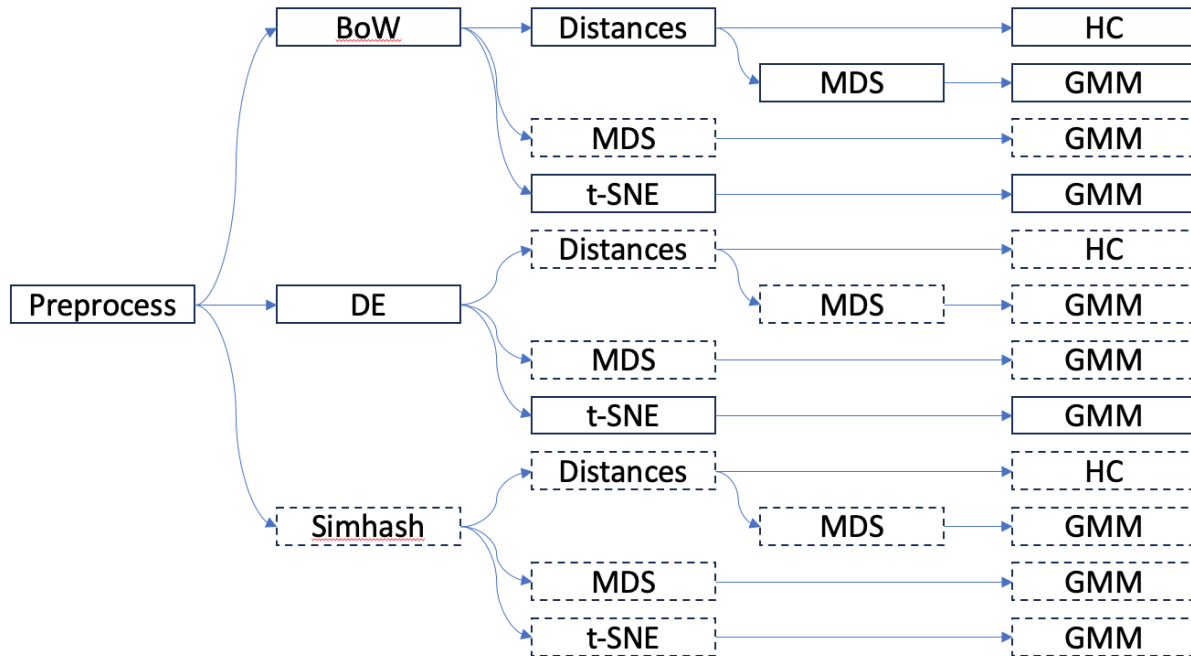 BoW Distances HC
MDS GMM
MDS GMM
t-SNE GMM
Distances HC
Preprocess DE MDS GMM
MDS GMM
t-SNE GMM
Distances HC
Simhash MDS GMM
MDS GMM
t-SNE GMM